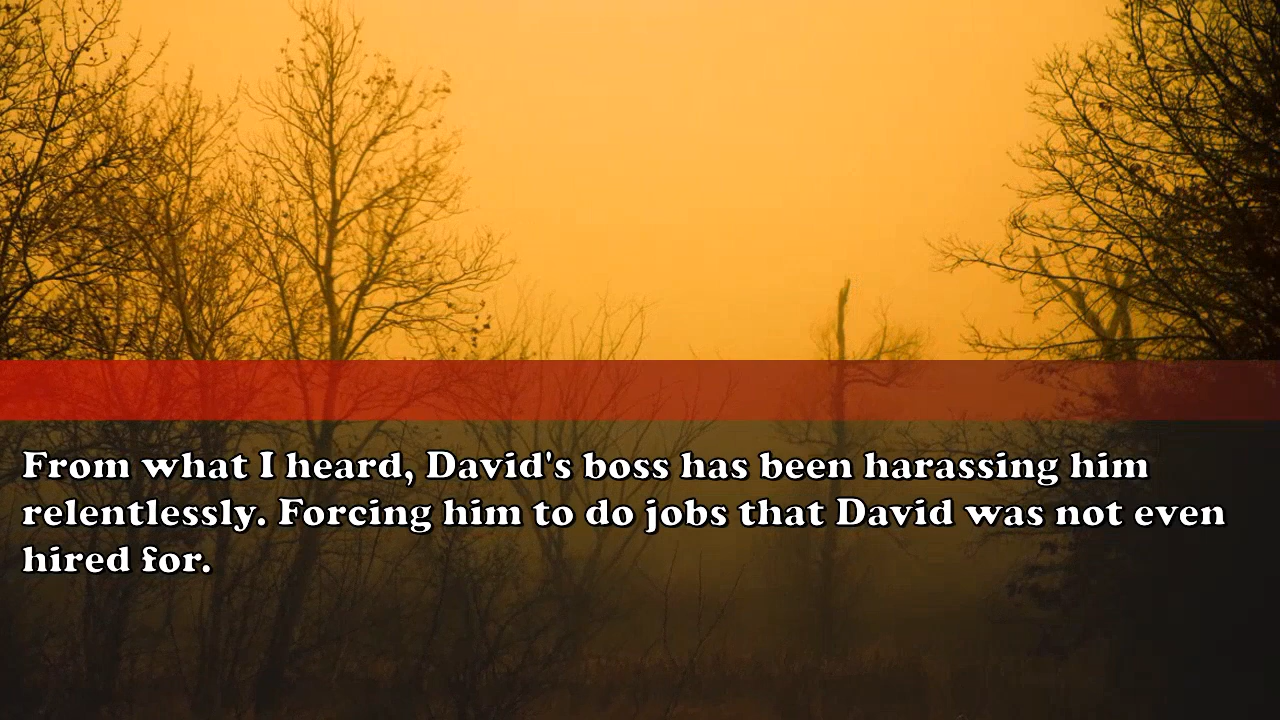 From what I heard, David's boss has been harassing him
relentlessly. Forcing him to do jobs that David was not even
hired for.